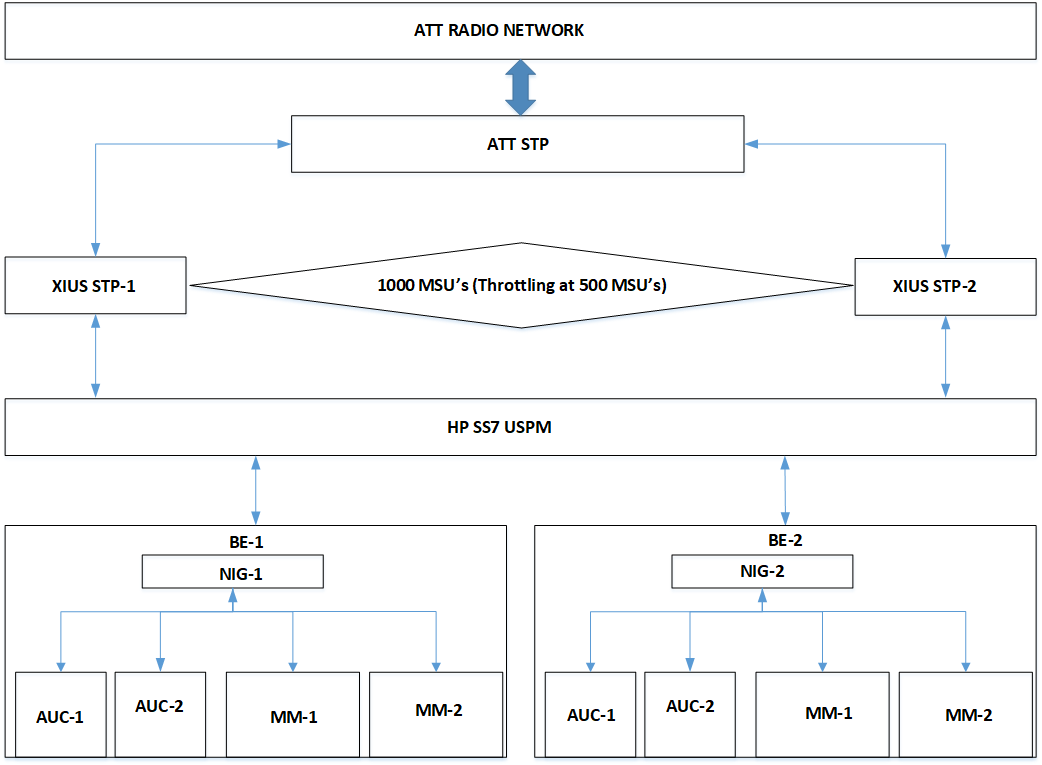 ATT RADIO NETWORK
ATT STP
XIUS STP-1
1000 MSU's (Throttling at 500 MSU's)
XIUS STP-2
HP SS7 USPM
BE-1
NIG-1
AUC-1
AUC-2
MM-1
MM-2
BE-2
NIG-2
AUC-1
AUC-2
MM-1
MM-2